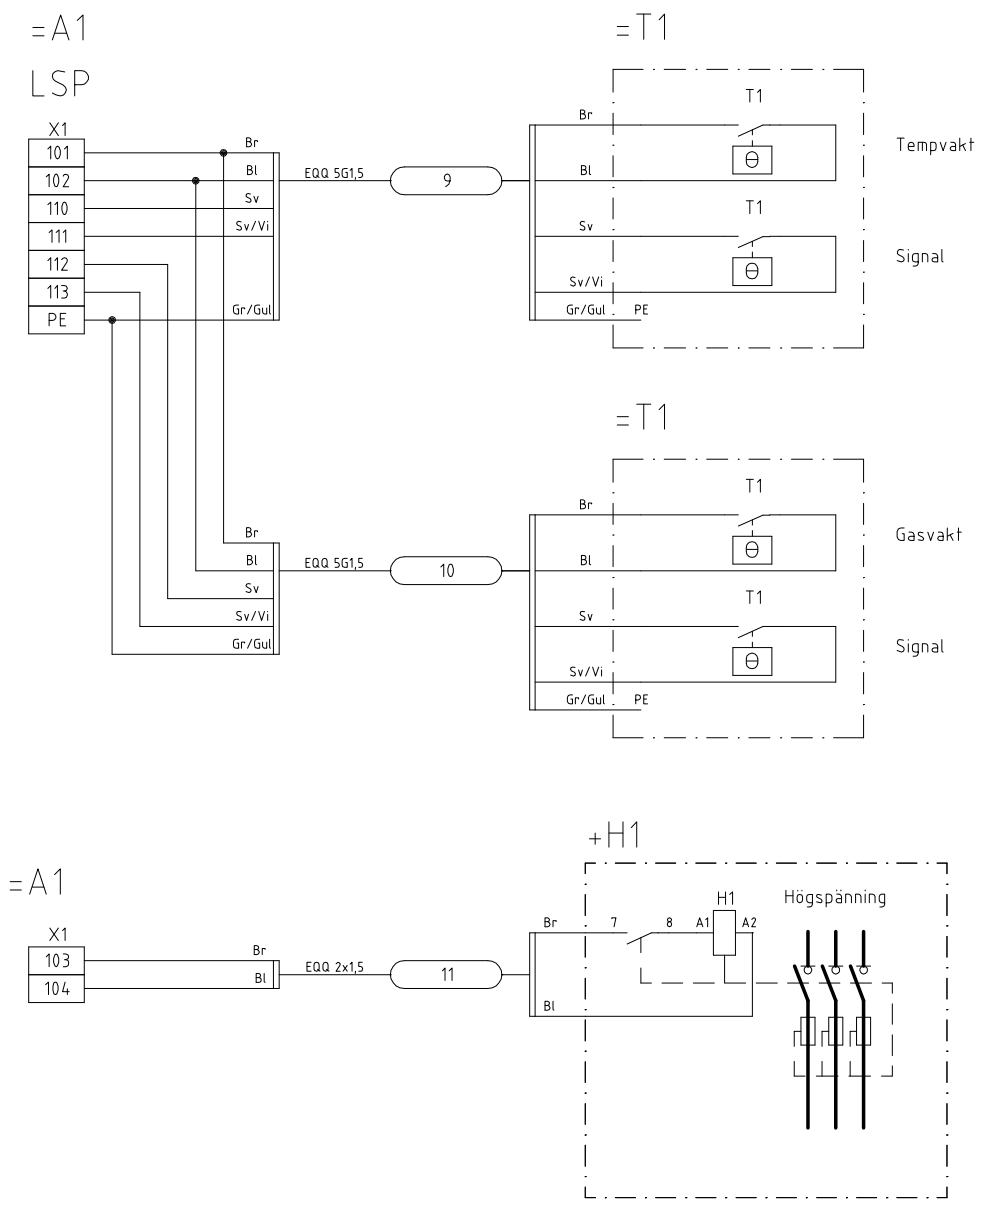 =A1
LSP
X1
101
102
110
111
112
113
PE
Br
Bl
Sv
Sv/Vi
Gr/Gul
EQQ 5G1,5
9
=T1
Br
Bl
Sv
Sv/Vi
Gr/Gul
PE
T1
θ
T1
θ
Tempvakt
Signal
Br
Bl
Sv
Sv/Vi
Gr/Gul
EQQ 5G1,5
10
=T1
Br
Bl
Sv
Sv/Vi
Gr/Gul
PE
T1
θ
T1
θ
Gasvakt
Signal
=A1
X1
103
104
Br
Bl
EQQ 2x1,5
11
+H1
Br
7
8
A1
H1
A2
Högspänning
Bl